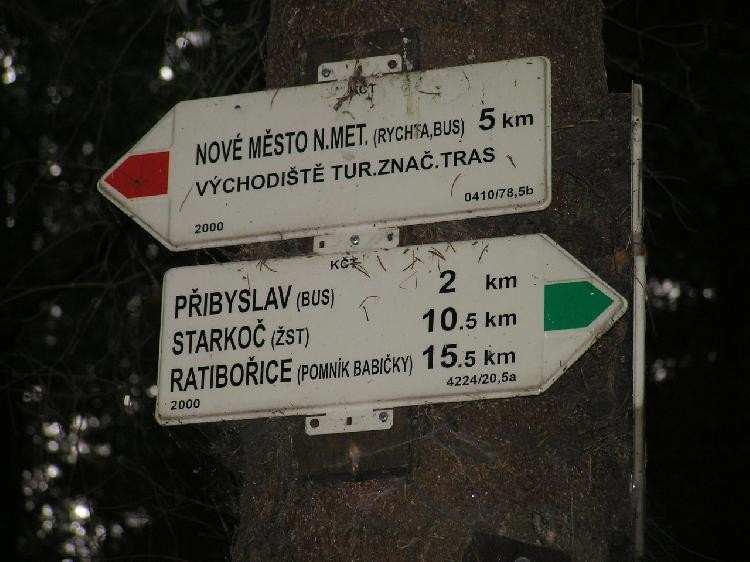 KČT
NOVÉ MĚSTO N.MET. (RYCHTA,BUS) 5 km
VÝCHODIŠTĚ TUR.ZNAČ.TRAS
0410/78,5b
2000
KČT
PŘIBYSLAV (BUS) 2 km
STARKOČ (ŽST) 10.5 km
RATIBOŘICE (POMNÍK BABIČKY) 15.5 km
4224/20,5a
2000